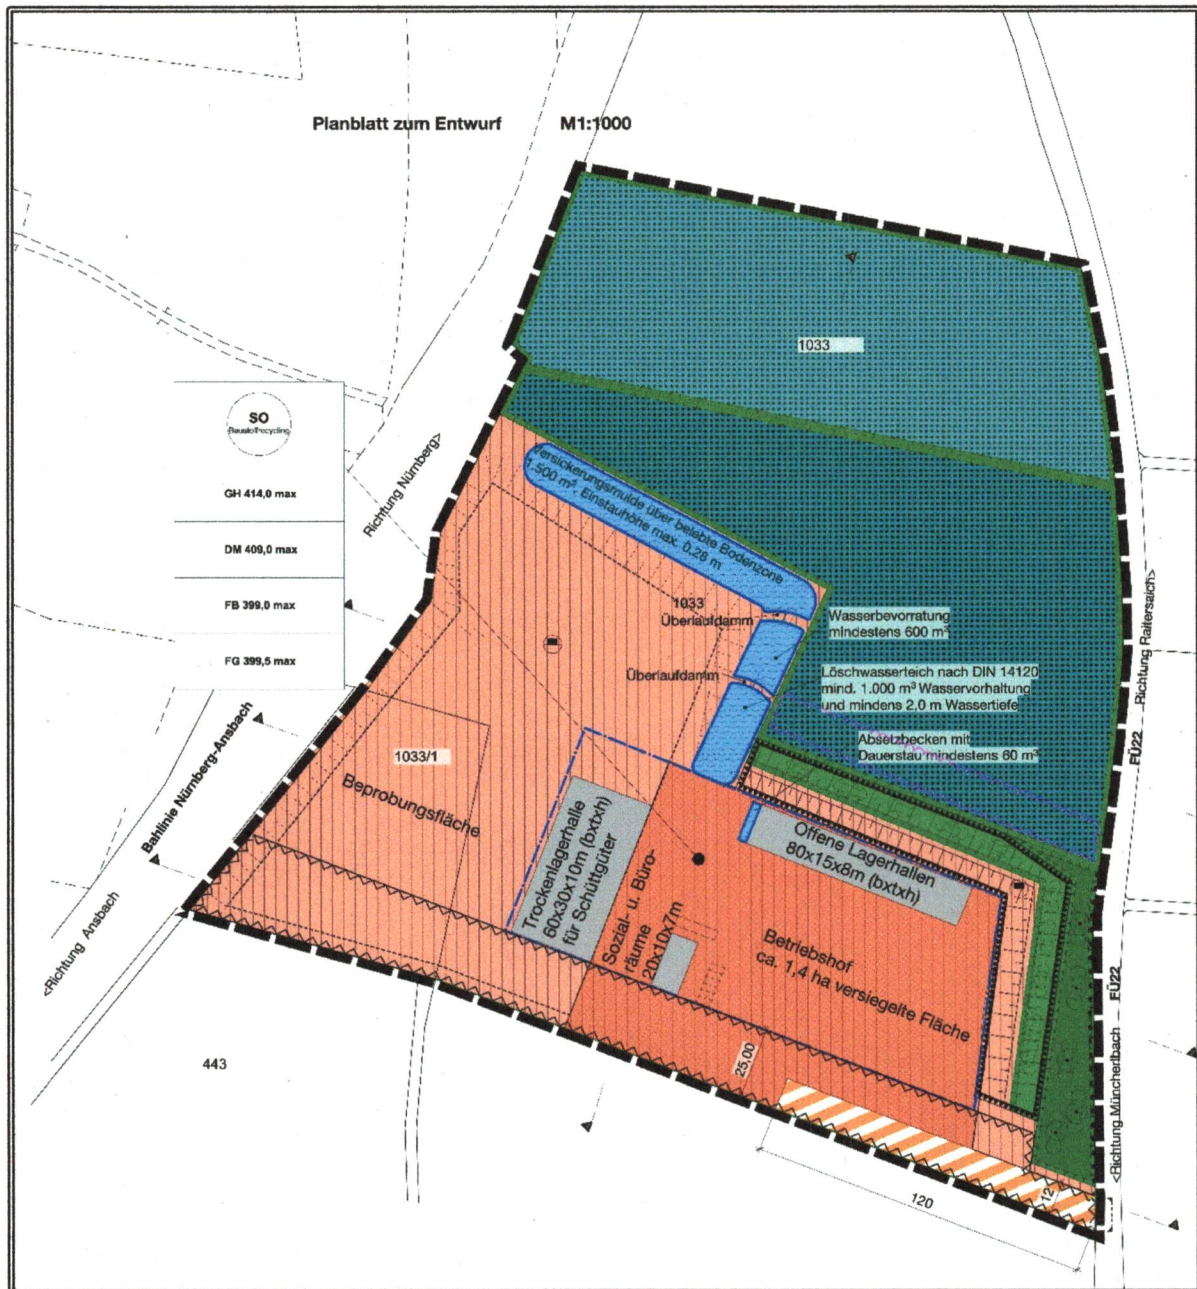 Planblatt zum Entwurf M1:1000
1033
SO
Baustoffrecycling
GH 414,0 max
DM 409,0 max
FB 399,0 max
FG 399,5 max
Richtung Nürnberg>
Versickerungsmulde über belebte Bodenzone
1.500 m², Einstauhöhe max. 0,28 m
1033
Überlaufdamm
Überlaufdamm
Wasserbevorratung
mindestens 600 m³
Löschwasserteich nach DIN 14120
mind. 1.000 m³ Wasservorhaltung
und mindens 2,0 m Wassertiefe
Absetzbecken mit
Dauerstau mindestens 60 m³
FÜ22 Richtung Raitersaich>
1033/1
Beprobungsfläche
Bahlinie Nürnberg-Ansbach
<Richtung Ansbach
Trockenlagerhalle
60x30x10m (bxtxh)
für Schüttgüter
Sozial- u. Büro-
räume
20x10x7m
Offene Lagerhallen
80x15x8m (bxtxh)
Betriebshof
ca. 1,4 ha versiegelte Fläche
443
25,00
120
12
<Richtung Müncherlbach FÜ22